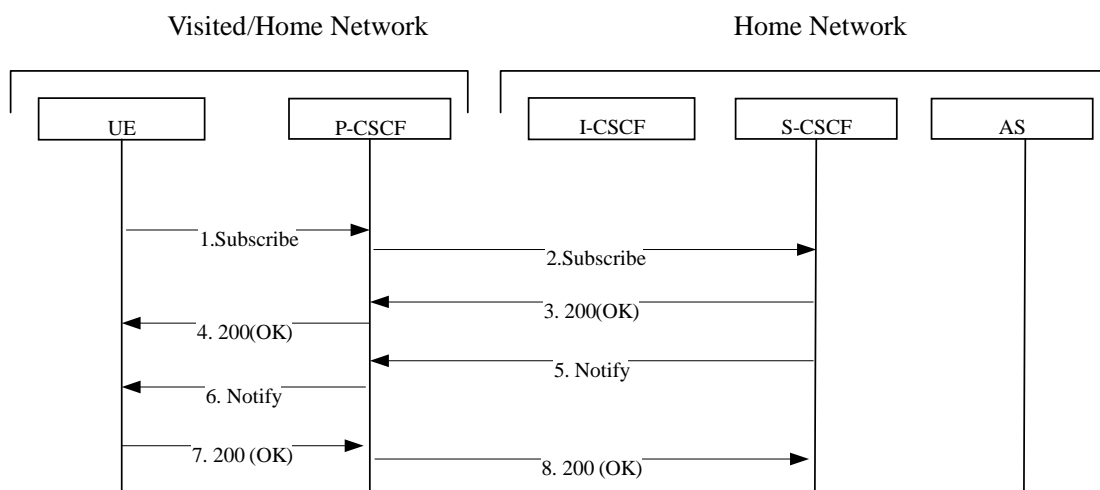 Visited/Home Network
Home Network
UE
P-CSCF
I-CSCF
S-CSCF
AS
1.Subscribe
2.Subscribe
3. 200(OK)
4. 200(OK)
5. Notify
6. Notify
7. 200 (OK)
8. 200 (OK)